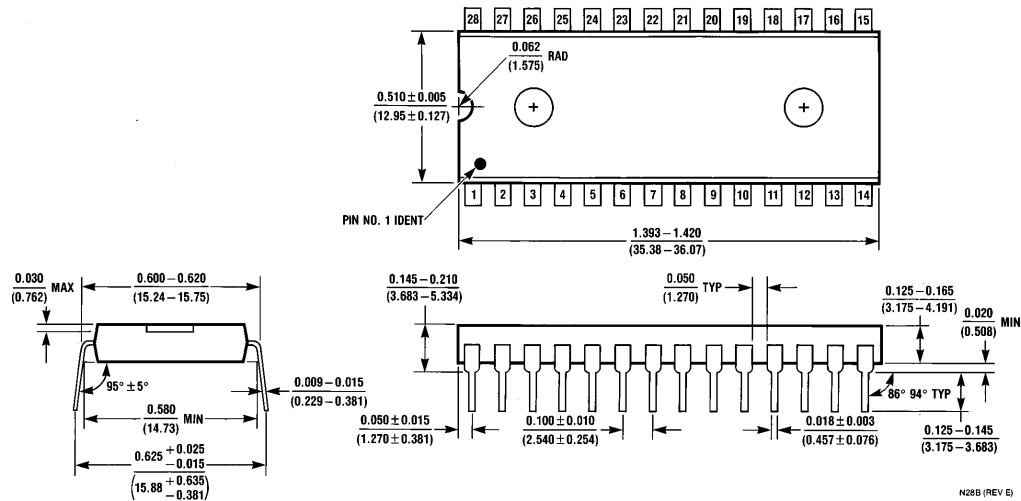 28 27 26 25 24 23 22 21 20 19 18 17 16 15
0.062
(1.575)
RAD
0.510 ± 0.005
(12.95 ± 0.127)
1 2 3 4 5 6 7 8 9 10 11 12 13 14
PIN NO. 1 IDENT
1.393 – 1.420
(35.38 – 36.07)
0.030
(0.762)
MAX
0.600 – 0.620
(15.24 – 15.75)
95° ± 5°
0.009 – 0.015
(0.229 – 0.381)
0.580
(14.73)
MIN
0.625 +0.025
-0.015
(15.88 +0.635
-0.381)
0.145 – 0.210
(3.683 – 5.334)
0.050
(1.270)
TYP
0.125 – 0.165
(3.175 – 4.191)
0.020
(0.508)
MIN
86° 94° TYP
0.050 ± 0.015
(1.270 ± 0.381)
0.100 ± 0.010
(2.540 ± 0.254)
0.018 ± 0.003
(0.457 ± 0.076)
0.125 – 0.145
(3.175 – 3.683)
N28B (REV E)